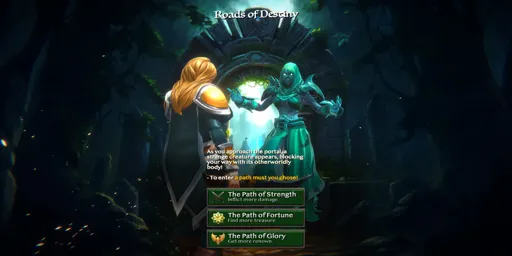 Roads of Destiny
As you approach the portal,a
strange creature appears, blocking
your way with its otherworldly
body!
- To enter a path must you chose!
The Path of Strength
Inflict more damage.
The Path of Fortune
Find more treasure
The Path of Glory
Get more renown